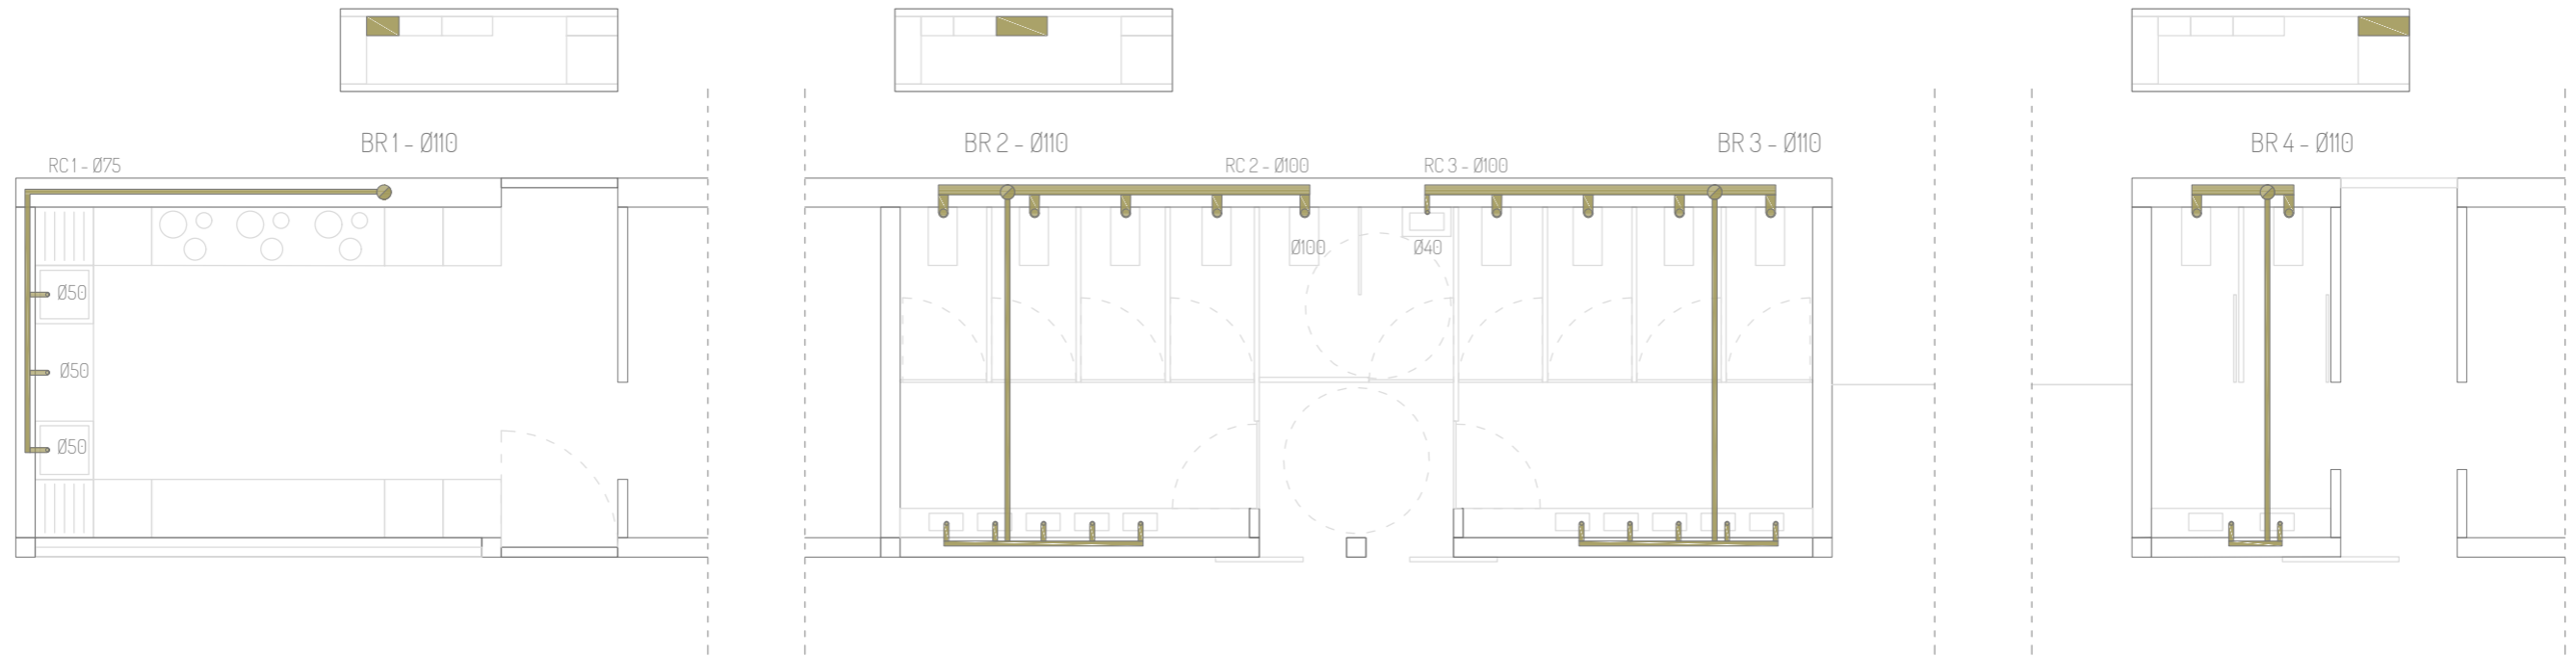 BR 1 - Ø110
BR 2 - Ø110
BR 3 - Ø110
BR 4 - Ø110
RC 1 - Ø75
RC 2 - Ø100
RC 3 - Ø100
Ø100
Ø40
Ø50
Ø50
Ø50